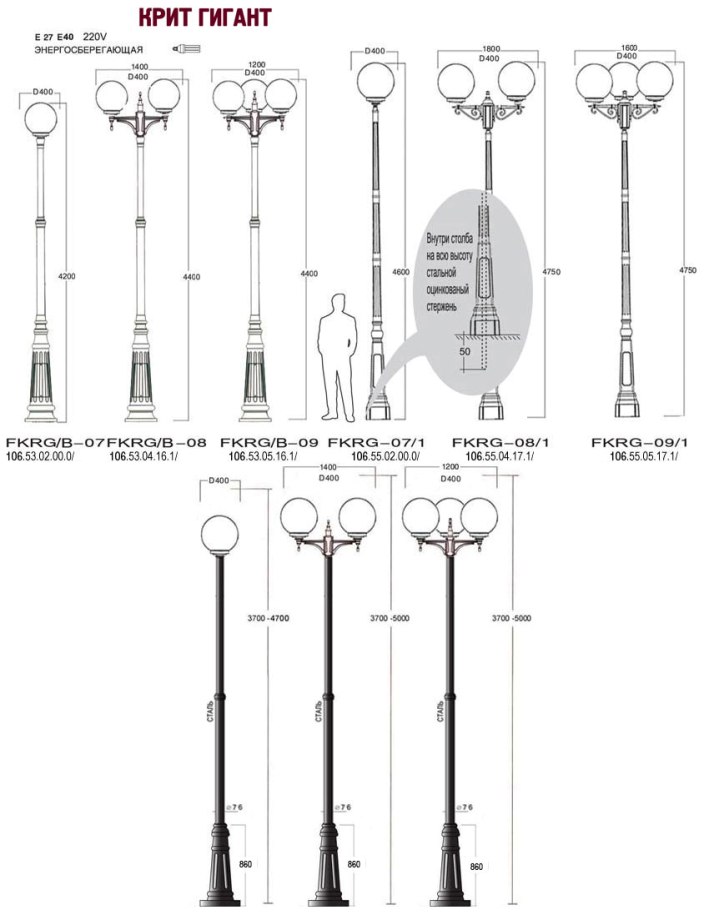 КРИТ ГИГАНТ
E 27 E40 220V
ЭНЕРГОСБЕРЕГАЮЩАЯ
D400
1400
D400
1200
D400
D400
1800
D400
1600
D400
4200
4400
4400
4600
4750
4750
Внутри столба
на всю высоту
стальной
оцинкованый
стержень
50
FKRG/B-07
106.53.02.00.0/
FKRG/B-08
106.53.04.16.1/
FKRG/B-09
106.53.05.16.1/
FKRG-07/1
106.55.02.00.0/
FKRG-08/1
106.55.04.17.1/
FKRG-09/1
106.55.05.17.1/
D400
1400
D400
1200
D400
3700-4700
3700-5000
3700-5000
СТАЛЬ
СТАЛЬ
СТАЛЬ
⌀76
⌀76
⌀76
860
860
860